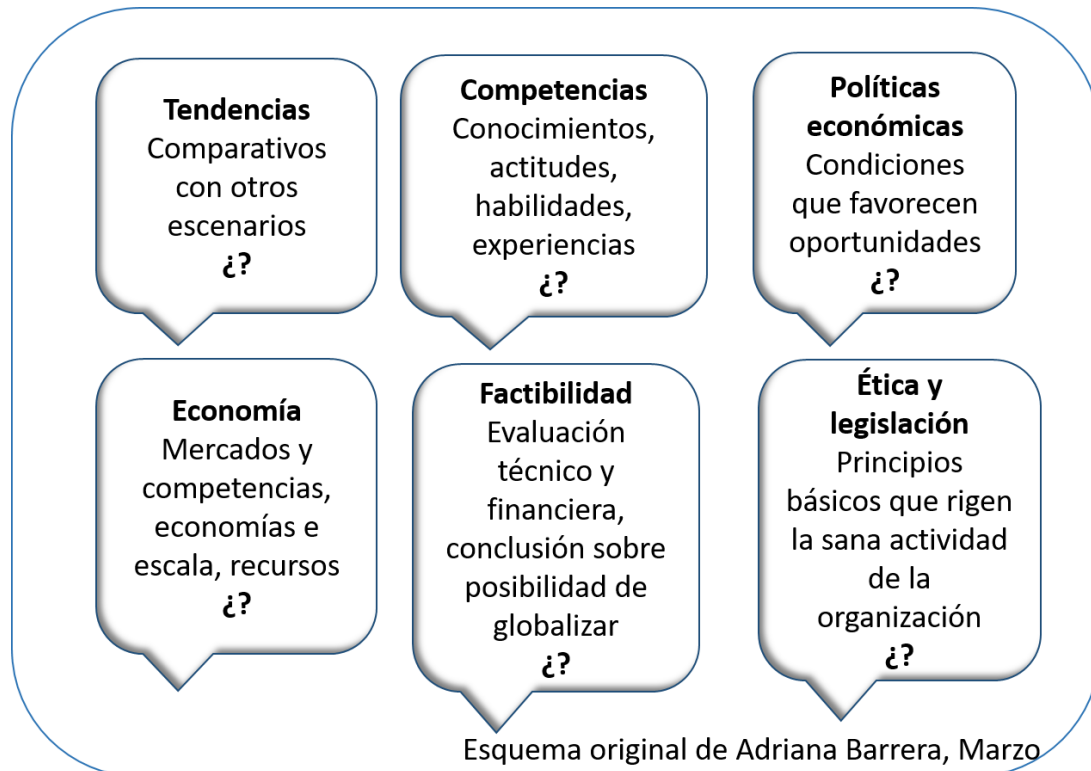 Tendencias
Comparativos
con otros
escenarios
¿?
Competencias
Conocimientos,
actitudes,
habilidades,
experiencias
¿?
Políticas
económicas
Condiciones
que favorecen
oportunidades
¿?
Economía
Mercados y
competencias,
economías e
escala, recursos
¿?
Factibilidad
Evaluación
técnico y
financiera,
conclusión sobre
posibilidad de
globalizar
¿?
Ética y
legislación
Principios
básicos que rigen
la sana actividad
de la
organización
¿?
Esquema original de Adriana Barrera, Marzo